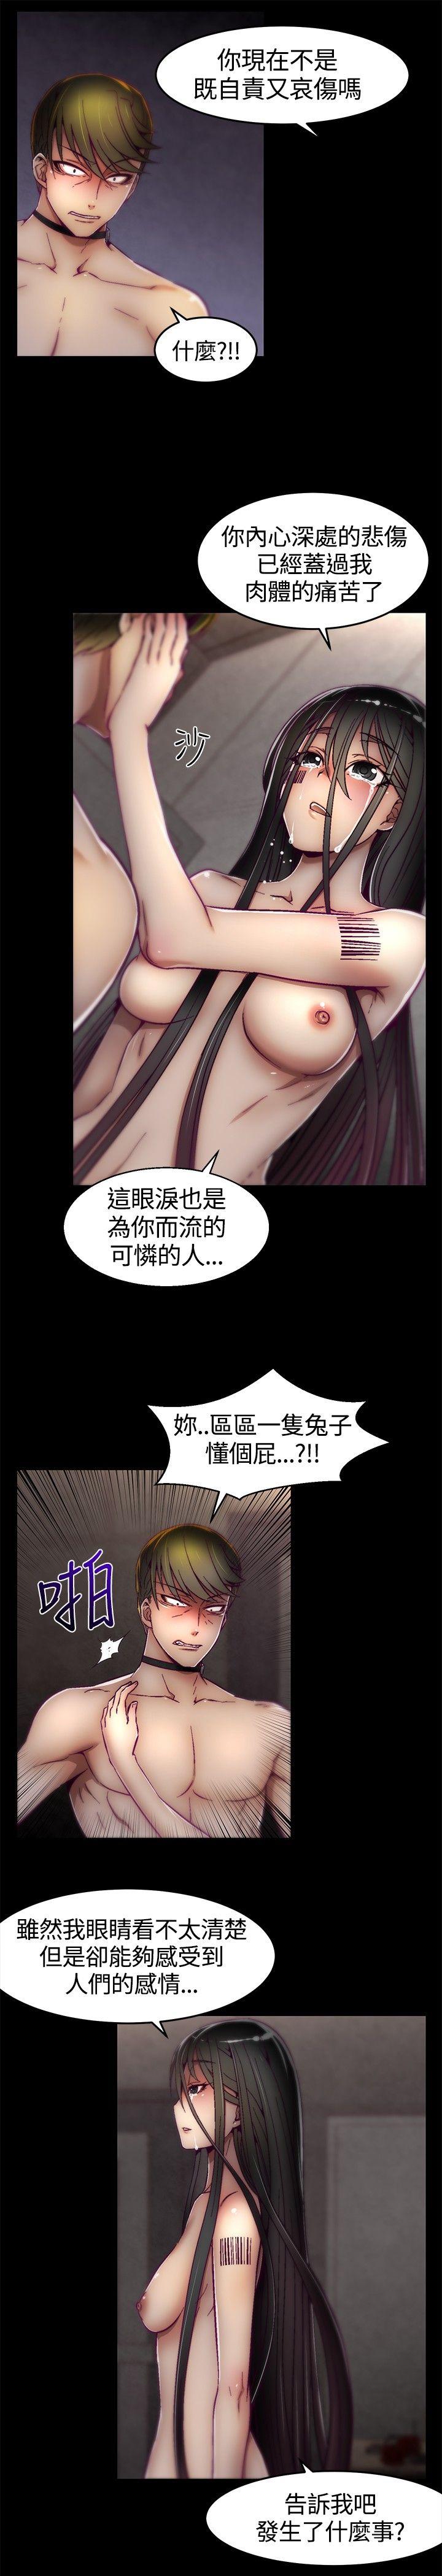 你現在不是
既自責又哀傷嗎
什麼?!!
你內心深處的悲傷
已經蓋過我
肉體的痛苦了
沙
這眼淚也是
為你而流的
可憐的人...
妳..區區一隻兔子
懂個屁...?!!
啪
雖然我眼睛看不太清楚
但是卻能夠感受到
人們的感情...
告訴我吧
發生了什麼事?